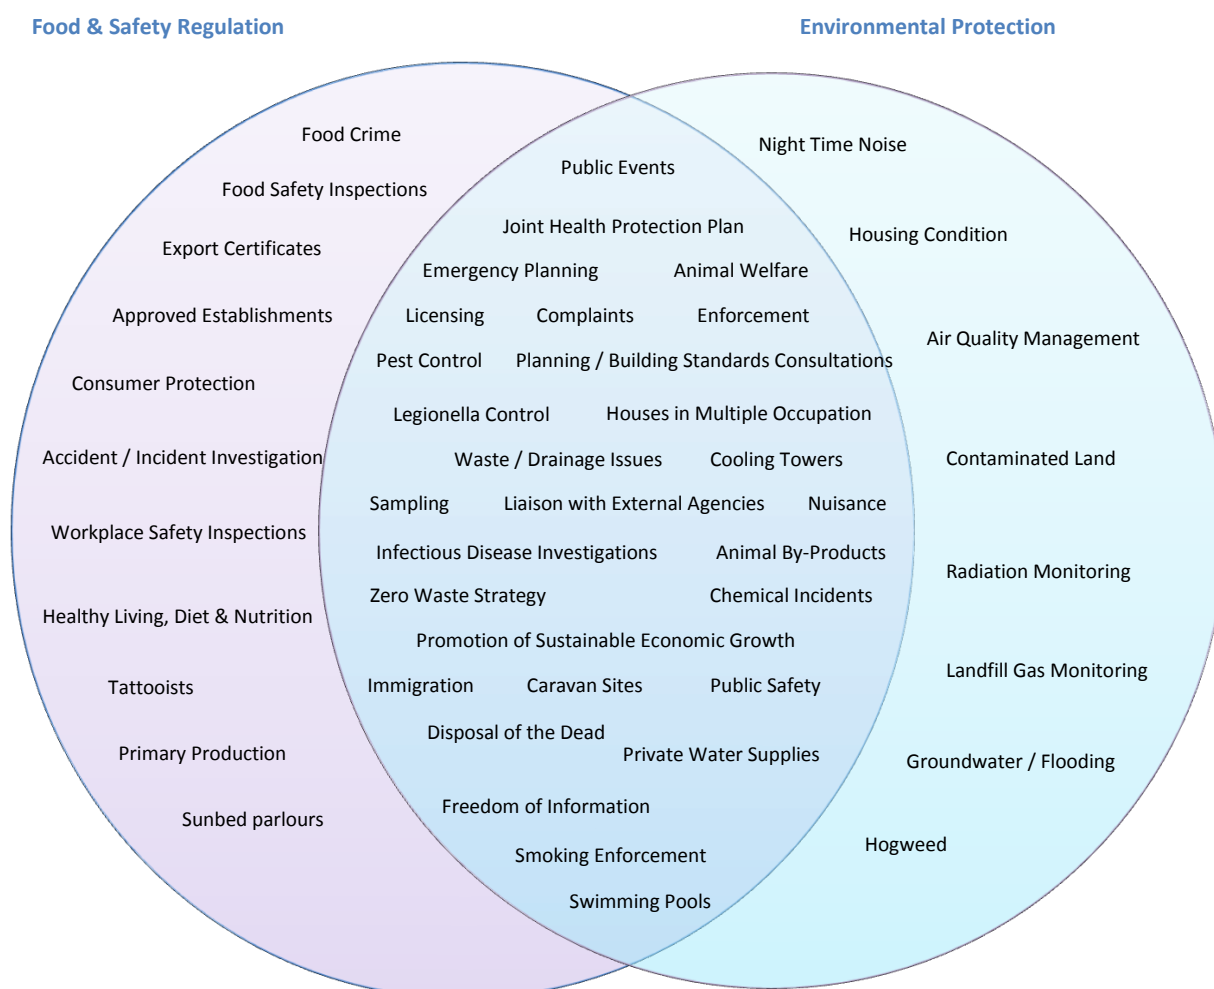 Food & Safety Regulation
Environmental Protection
Food Crime
Night Time Noise
Public Events
Food Safety Inspections
Joint Health Protection Plan
Housing Condition
Export Certificates
Emergency Planning
Animal Welfare
Approved Establishments
Licensing
Complaints
Enforcement
Air Quality Management
Pest Control
Planning / Building Standards Consultations
Consumer Protection
Legionella Control
Houses in Multiple Occupation
Accident / Incident Investigation
Waste / Drainage Issues
Cooling Towers
Contaminated Land
Sampling
Liaison with External Agencies
Nuisance
Workplace Safety Inspections
Infectious Disease Investigations
Animal By-Products
Radiation Monitoring
Zero Waste Strategy
Chemical Incidents
Healthy Living, Diet & Nutrition
Promotion of Sustainable Economic Growth
Landfill Gas Monitoring
Tattooists
Immigration
Caravan Sites
Public Safety
Disposal of the Dead
Primary Production
Private Water Supplies
Groundwater / Flooding
Freedom of Information
Sunbed parlours
Hogweed
Smoking Enforcement
Swimming Pools